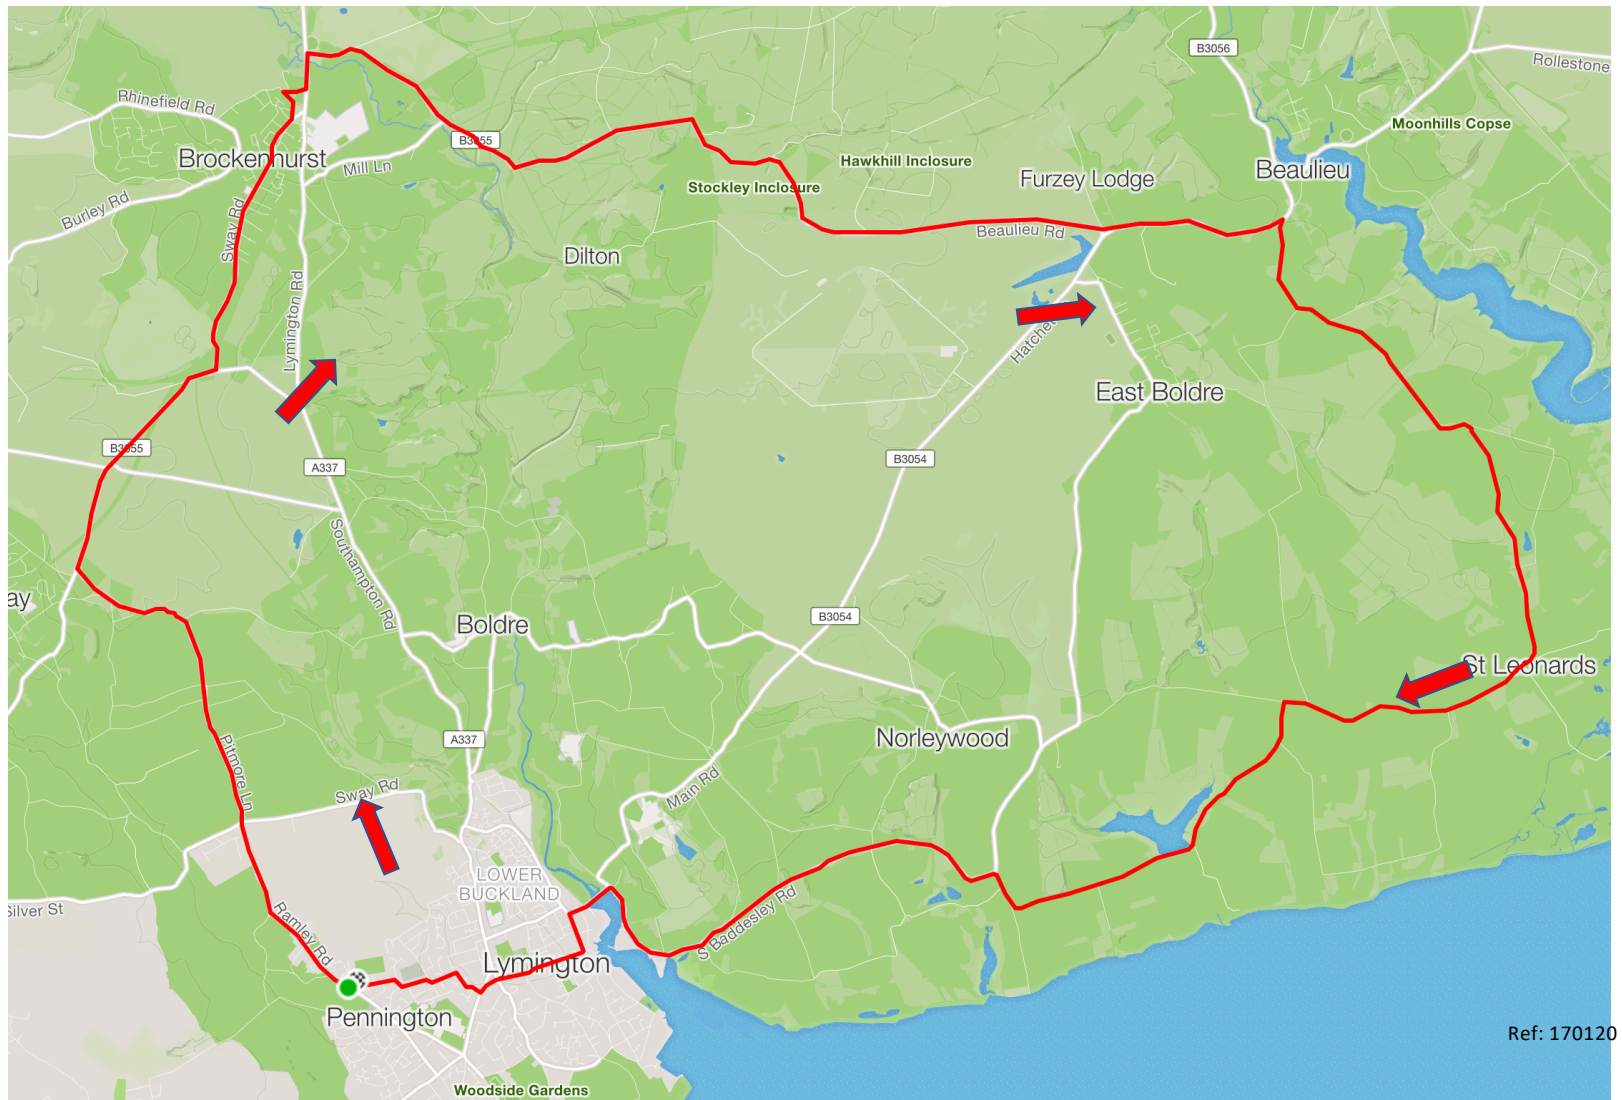 B3056
Rollestone
Rhinefield Rd
Moonhills Copse
B3055
Brockenhurst
Mill Ln
Hawkhill Inclosure
Beaulieu
Stockley Inclosure
Furzey Lodge
Burley Rd
Sway Rd
Beaulieu Rd
Dilton
Lymington Rd
Hatche
East Boldre
B3055
A337
B3054
Southampton Rd
ay
Boldre
B3054
St Leonards
A337
Norleywood
Pitmore Ln
Sway Rd
Main Rd
LOWER
BUCKLAND
Silver St
Ramley Rd
S Baddesley Rd
Lymington
Pennington
Ref: 170120
Woodside Gardens